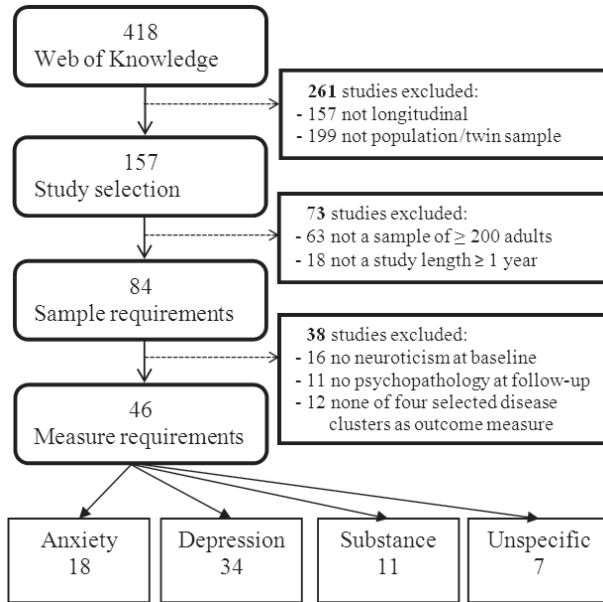 418
Web of Knowledge
261 studies excluded:
- 157 not longitudinal
- 199 not population/twin sample
157
Study selection
73 studies excluded:
- 63 not a sample of ≥ 200 adults
- 18 not a study length ≥ 1 year
84
Sample requirements
38 studies excluded:
- 16 no neuroticism at baseline
- 11 no psychopathology at follow-up
- 12 none of four selected disease
clusters as outcome measure
46
Measure requirements
Anxiety
18
Depression
34
Substance
11
Unspecific
7